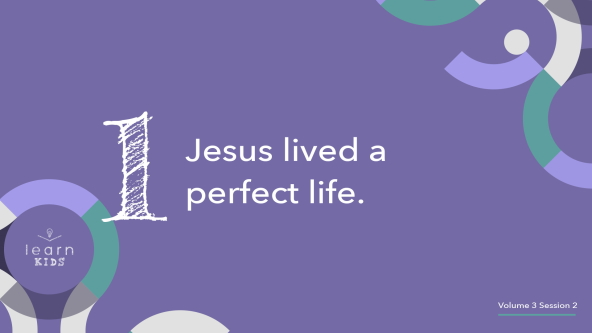 1
Jesus lived a
perfect life.
learn
KIDS
Volume 3 Session 2